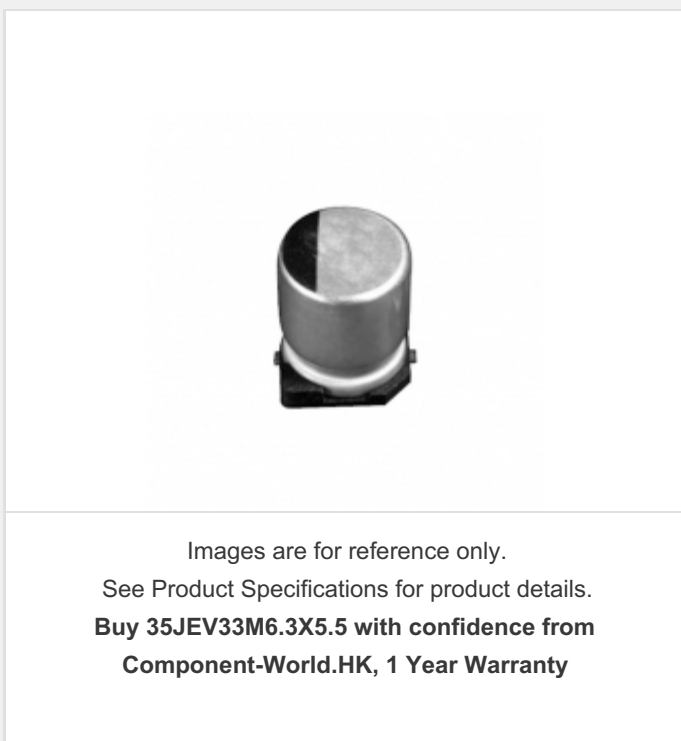 Images are for reference only.
See Product Specifications for product details.
Buy 35JEV33M6.3X5.5 with confidence from
Component-World.HK, 1 Year Warranty